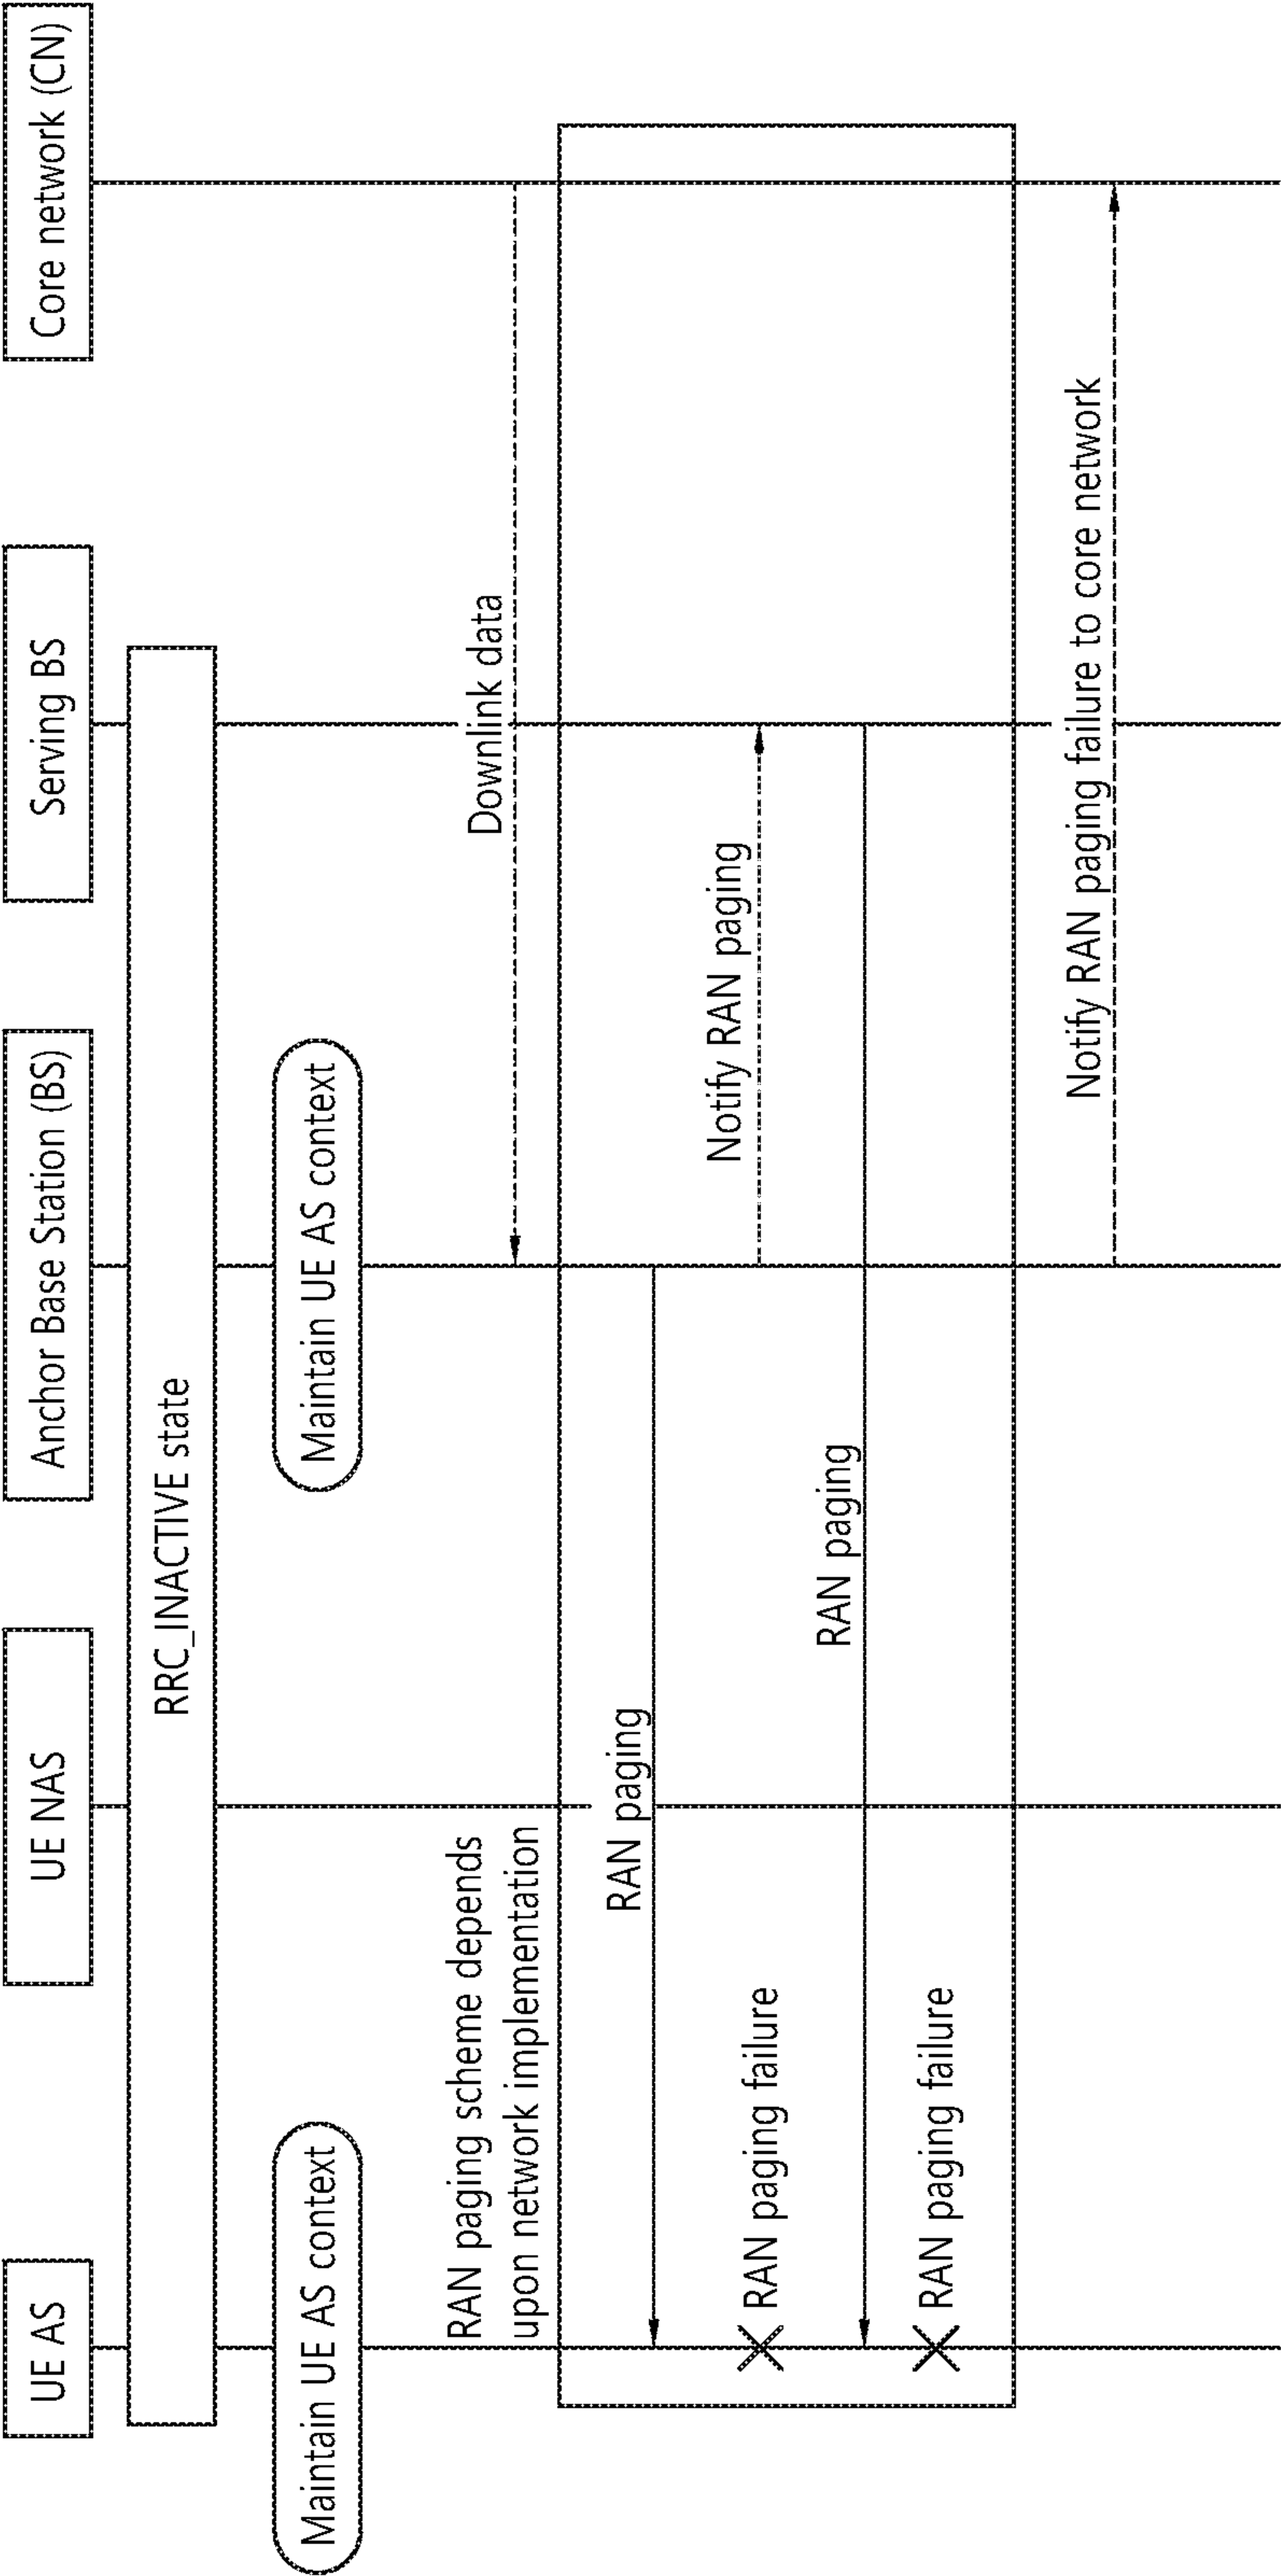 UE AS
UE NAS
Anchor Base Station (BS)
Serving BS
Core network (CN)
RRC_INACTIVE state
Maintain UE AS context
Maintain UE AS context
RAN paging scheme depends
upon network implementation
Downlink data
RAN paging
RAN paging failure
Notify RAN paging
RAN paging
RAN paging failure
Notify RAN paging failure to core network